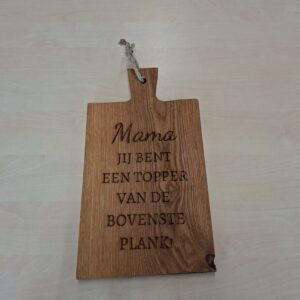 Mama
JIJ BENT
EEN TOPPER
VAN DE
BOVENSTE
PLANK!